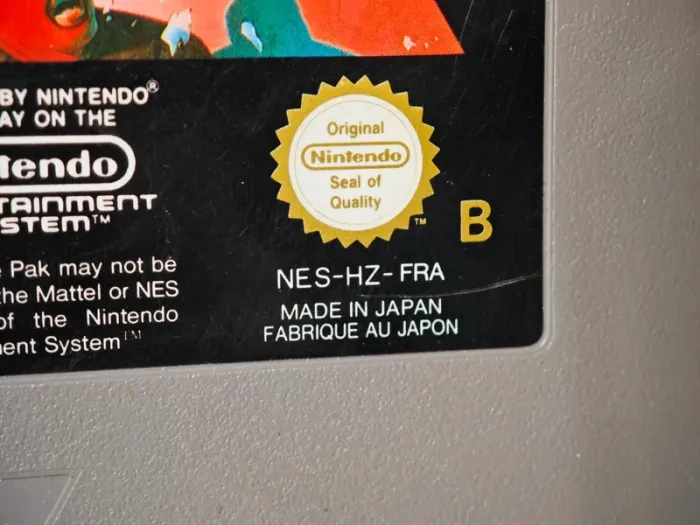 BY NINTENDO®
AY ON THE
tendo
TAINMENT
STEM™
Pak may not be
the Mattel or NES
of the Nintendo
ent System™
Original
Nintendo
Seal of
Quality
™
B
NES-HZ-FRA
MADE IN JAPAN
FABRIQUE AU JAPON